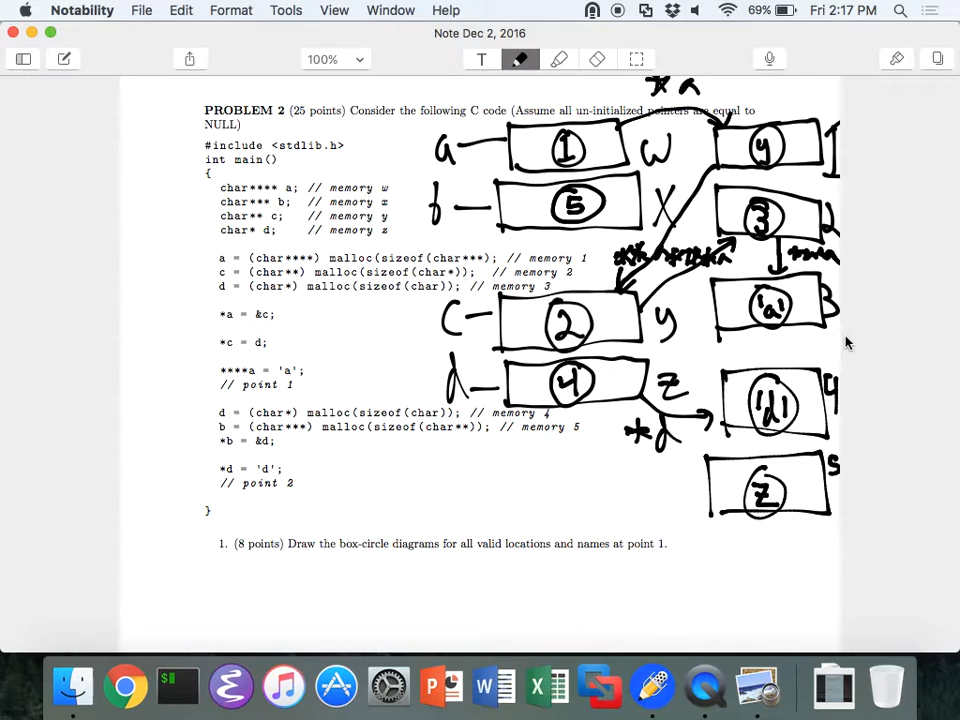 Notability File Edit Format Tools View Window Help 69% Fri 2:17 PM
Note Dec 2, 2016
100% T
*a
PROBLEM 2 (25 points) Consider the following C code (Assume all un-initialized pointers are equal to
NULL)
#include <stdlib.h>
int main()
{
char**** a; // memory w
char*** b; // memory x
char** c; // memory y
char* d; // memory z
a = (char****) malloc(sizeof(char***); // memory 1
c = (char**) malloc(sizeof(char*)); // memory 2
d = (char*) malloc(sizeof(char)); // memory 3
*a = &c;
*c = d;
****a = 'a';
// point 1
d = (char*) malloc(sizeof(char)); // memory 4
b = (char***) malloc(sizeof(char**)); // memory 5
*b = &d;
*d = 'd';
// point 2
}
a 1 w y 1
b 5 x 3 2
c 2 y 'a' 3
d 4 z 'd' 4
*d
z 5
1. (8 points) Draw the box-circle diagrams for all valid locations and names at point 1.